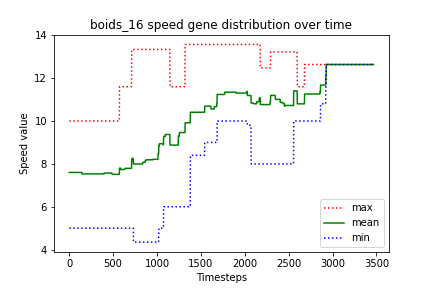 boids_16 speed gene distribution over time
Speed value
14
12
10
8
6
4
0 500 1000 1500 2000 2500 3000 3500
Timesteps
max
mean
min